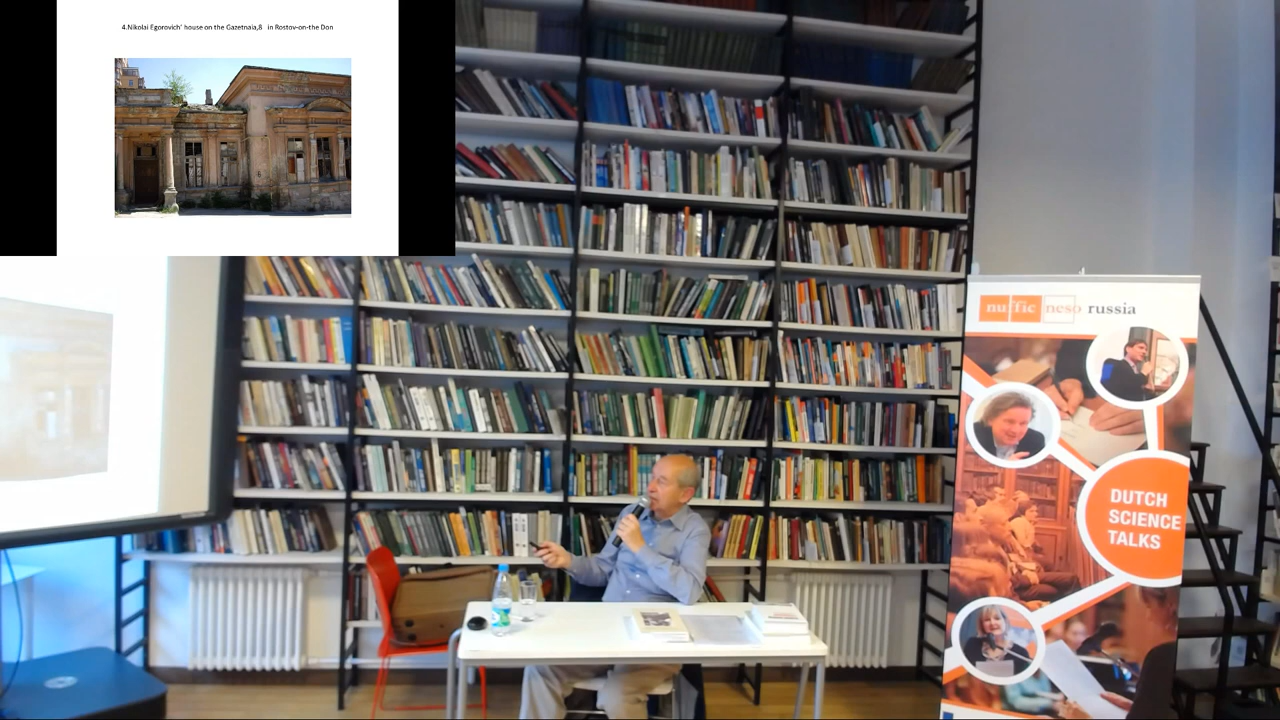 4.Nikolai Egorovich' house on the Gazetnaia,8 in Rostov-on-the Don
nuffic neso russia
DUTCH
SCIENCE
TALKS